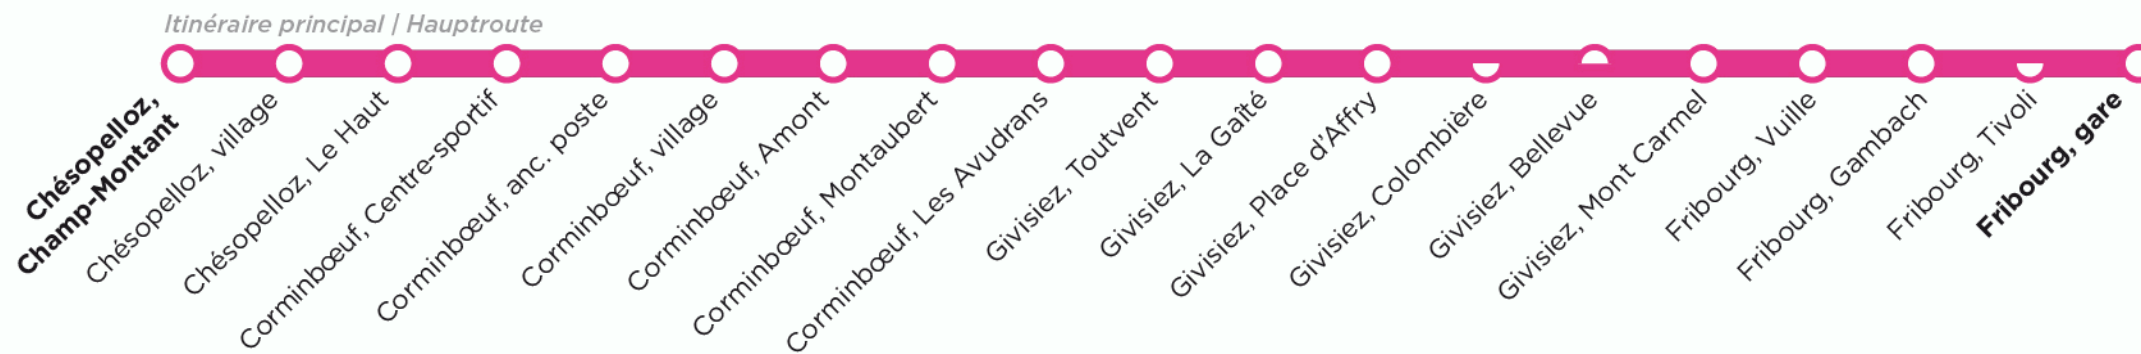 Itinéraire principal | Hauptroute
Chésopelloz,
Champ-Montant
Chésopelloz, village
Chésopelloz, Le Haut
Corminbœuf, Centre-sportif
Corminbœuf, anc. poste
Corminbœuf, village
Corminbœuf, Amont
Corminbœuf, Montaubert
Corminbœuf, Les Avudrans
Givisiez, Toutvent
Givisiez, La Gaîté
Givisiez, Place d'Affry
Givisiez, Colombière
Givisiez, Bellevue
Givisiez, Mont Carmel
Fribourg, Vuille
Fribourg, Gambach
Fribourg, Tivoli
Fribourg, gare